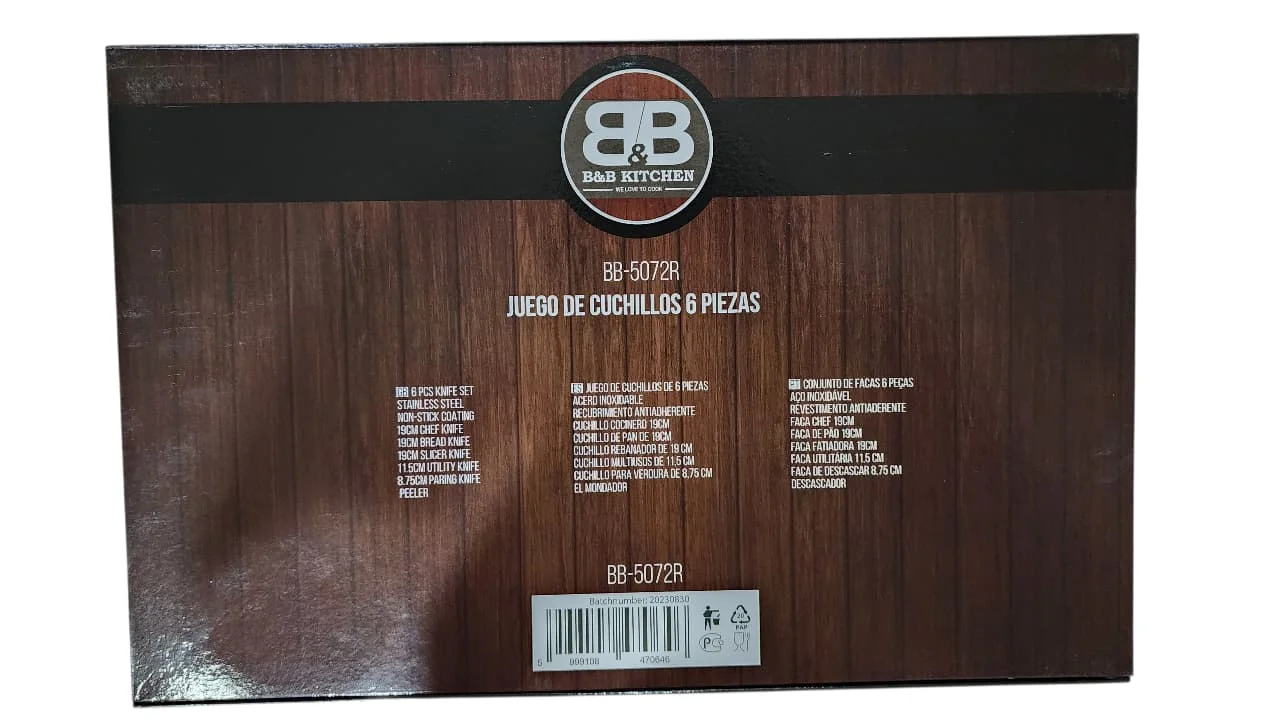 B&B
B&B KITCHEN
WE LOVE TO COOK
BB-5072R
JUEGO DE CUCHILLOS 6 PIEZAS
GB 6 PCS KNIFE SET
STAINLESS STEEL
NON-STICK COATING
19CM CHEF KNIFE
19CM BREAD KNIFE
19CM SLICER KNIFE
11.5CM UTILITY KNIFE
8.75CM PARING KNIFE
PEELER
ES JUEGO DE CUCHILLOS DE 6 PIEZAS
ACERO INOXIDABLE
RECUBRIMIENTO ANTIADHERENTE
CUCHILLO COCINERO 19CM
CUCHILLO DE PAN DE 19CM
CUCHILLO REBANADOR DE 19 CM
CUCHILLO MULTIUSOS DE 11,5 CM
CUCHILLO PARA VERDURA DE 8,75 CM
EL MONDADOR
PT CONJUNTO DE FACAS 6 PEÇAS
AÇO INOXIDÁVEL
REVESTIMENTO ANTIADERENTE
FACA CHEF 19CM
FACA DE PÃO 19CM
FACA FATIADORA 19CM
FACA UTILITÁRIA 11.5 CM
FACA DE DESCASCAR 8.75 CM
DESCASCADOR
BB-5072R
Batchnumber: 20230830
5 999108 470646
20
PAP